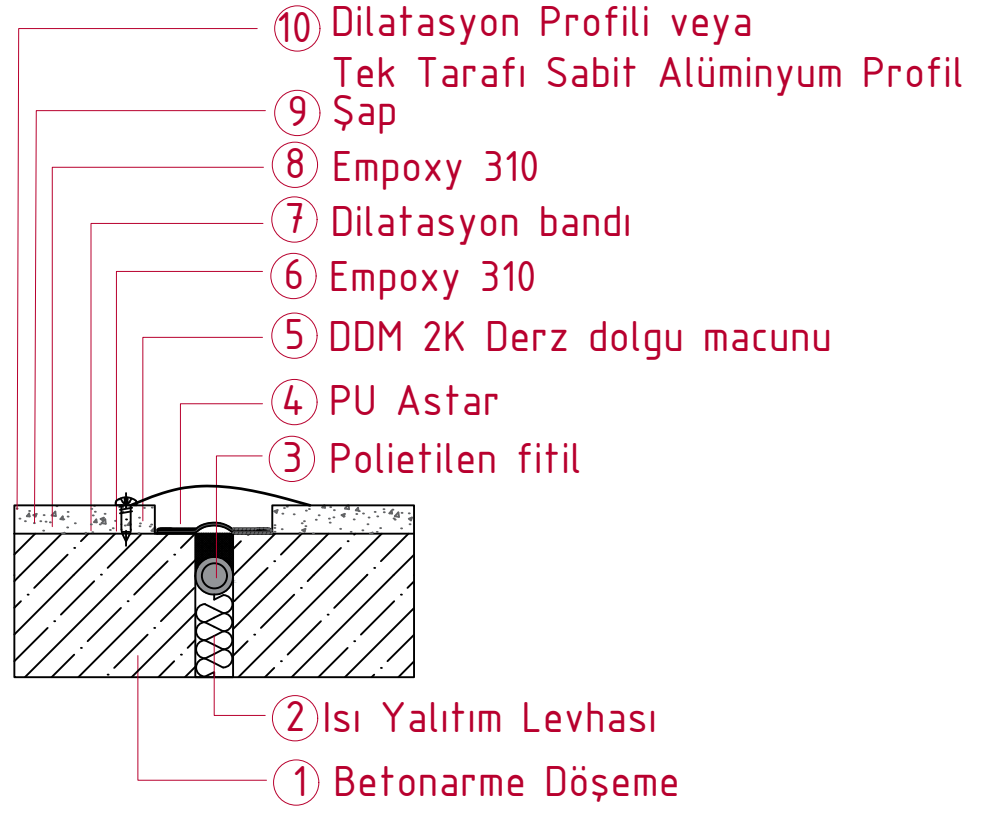 10 Dilatasyon Profili veya
Tek Tarafı Sabit Alüminyum Profil
9 Şap
8 Empoxy 310
7 Dilatasyon bandı
6 Empoxy 310
5 DDM 2K Derz dolgu macunu
4 PU Astar
3 Polietilen fitil
2 Isı Yalıtım Levhası
1 Betonarme Döşeme